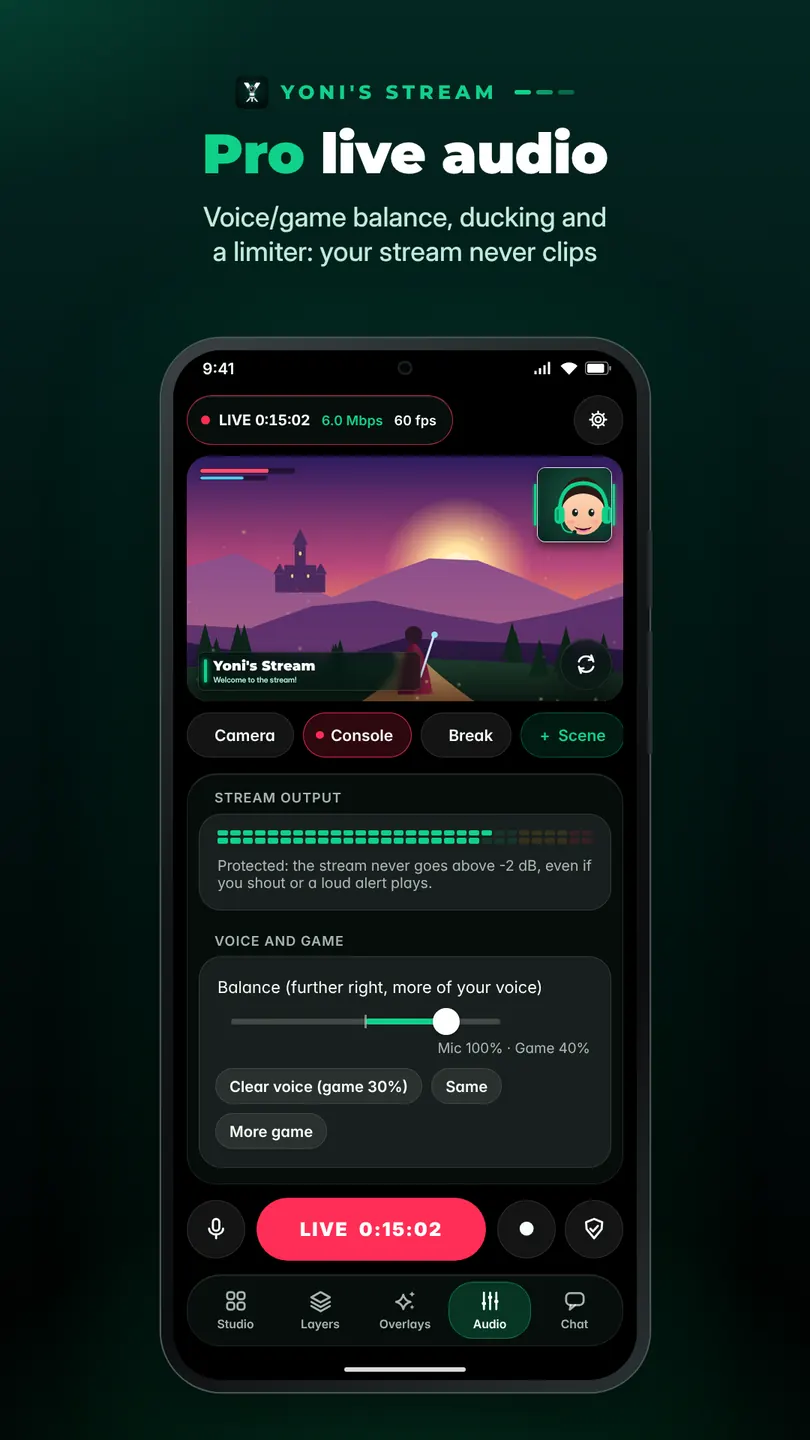 YONI'S STREAM
Pro live audio
Voice/game balance, ducking and
a limiter: your stream never clips
9:41
LIVE 0:15:02 6.0 Mbps 60 fps
Yoni's Stream
Welcome to the stream!
Camera Console Break + Scene
STREAM OUTPUT
Protected: the stream never goes above -2 dB, even if
you shout or a loud alert plays.
VOICE AND GAME
Balance (further right, more of your voice)
Mic 100% · Game 40%
Clear voice (game 30%) Same
More game
LIVE 0:15:02
Studio Layers Overlays Audio Chat